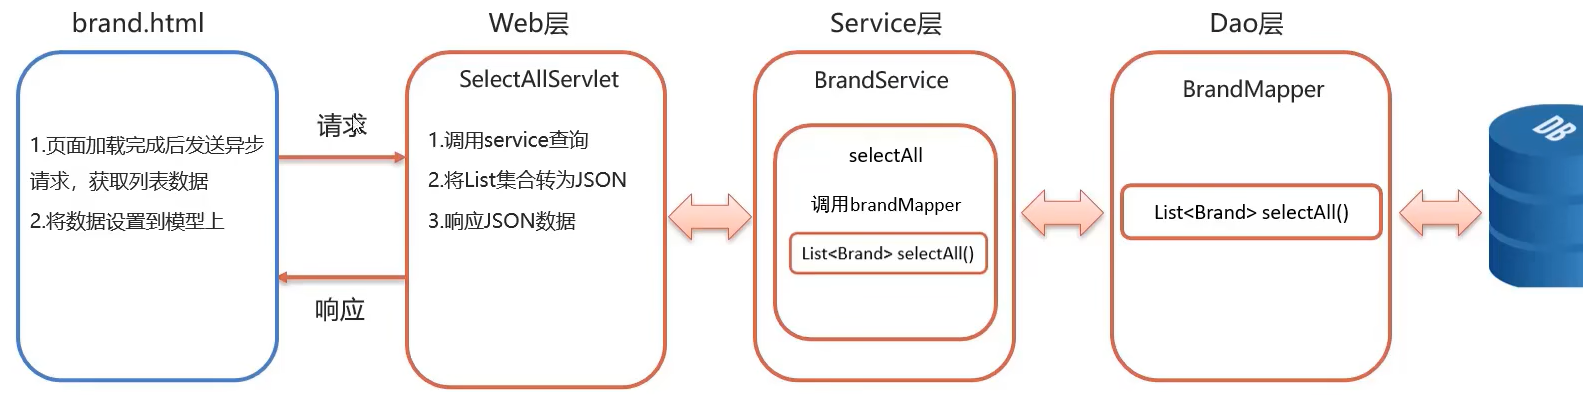 brand.html
1.页面加载完成后发送异步
请求，获取列表数据
2.将数据设置到模型上
请求
响应
Web层
SelectAllServlet
1.调用service查询
2.将List集合转为JSON
3.响应JSON数据
Service层
BrandService
selectAll
调用brandMapper
List<Brand> selectAll()
Dao层
BrandMapper
List<Brand> selectAll()
DB